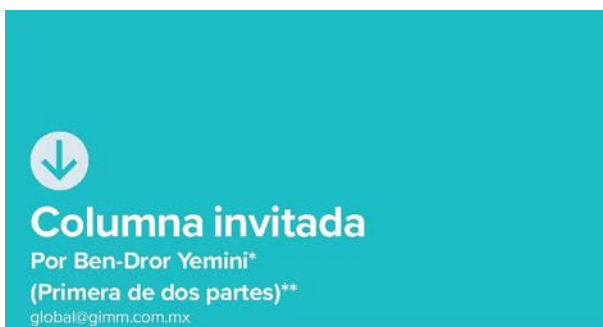 Columna invitada
Por Ben-Dror Yemini*
(Primera de dos partes)**
global@gimm.com.mx